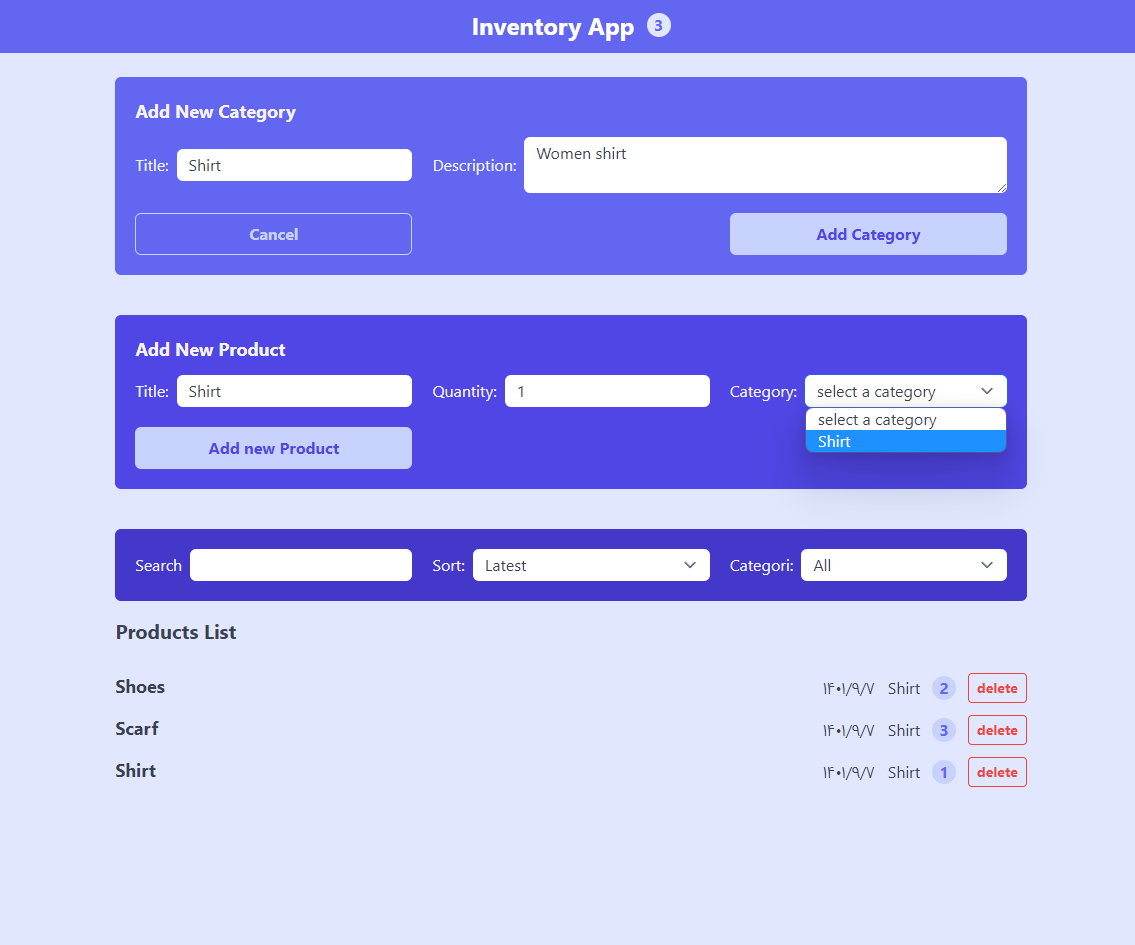 Inventory App 3
Add New Category
Title: Shirt Description: Women shirt
Cancel Add Category
Add New Product
Title: Shirt Quantity: 1 Category: select a category
select a category
Shirt
Add new Product
Search Sort: Latest Categori: All
Products List
Shoes ۱۴۰۱/۹/۷ Shirt 2 delete
Scarf ۱۴۰۱/۹/۷ Shirt 3 delete
Shirt ۱۴۰۱/۹/۷ Shirt 1 delete